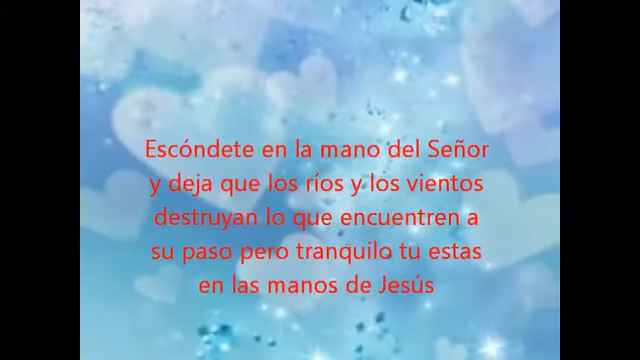 Escóndete en la mano del Señor
y deja que los ríos y los vientos
destruyan lo que encuentren a
su paso pero tranquilo tu estas
en las manos de Jesús